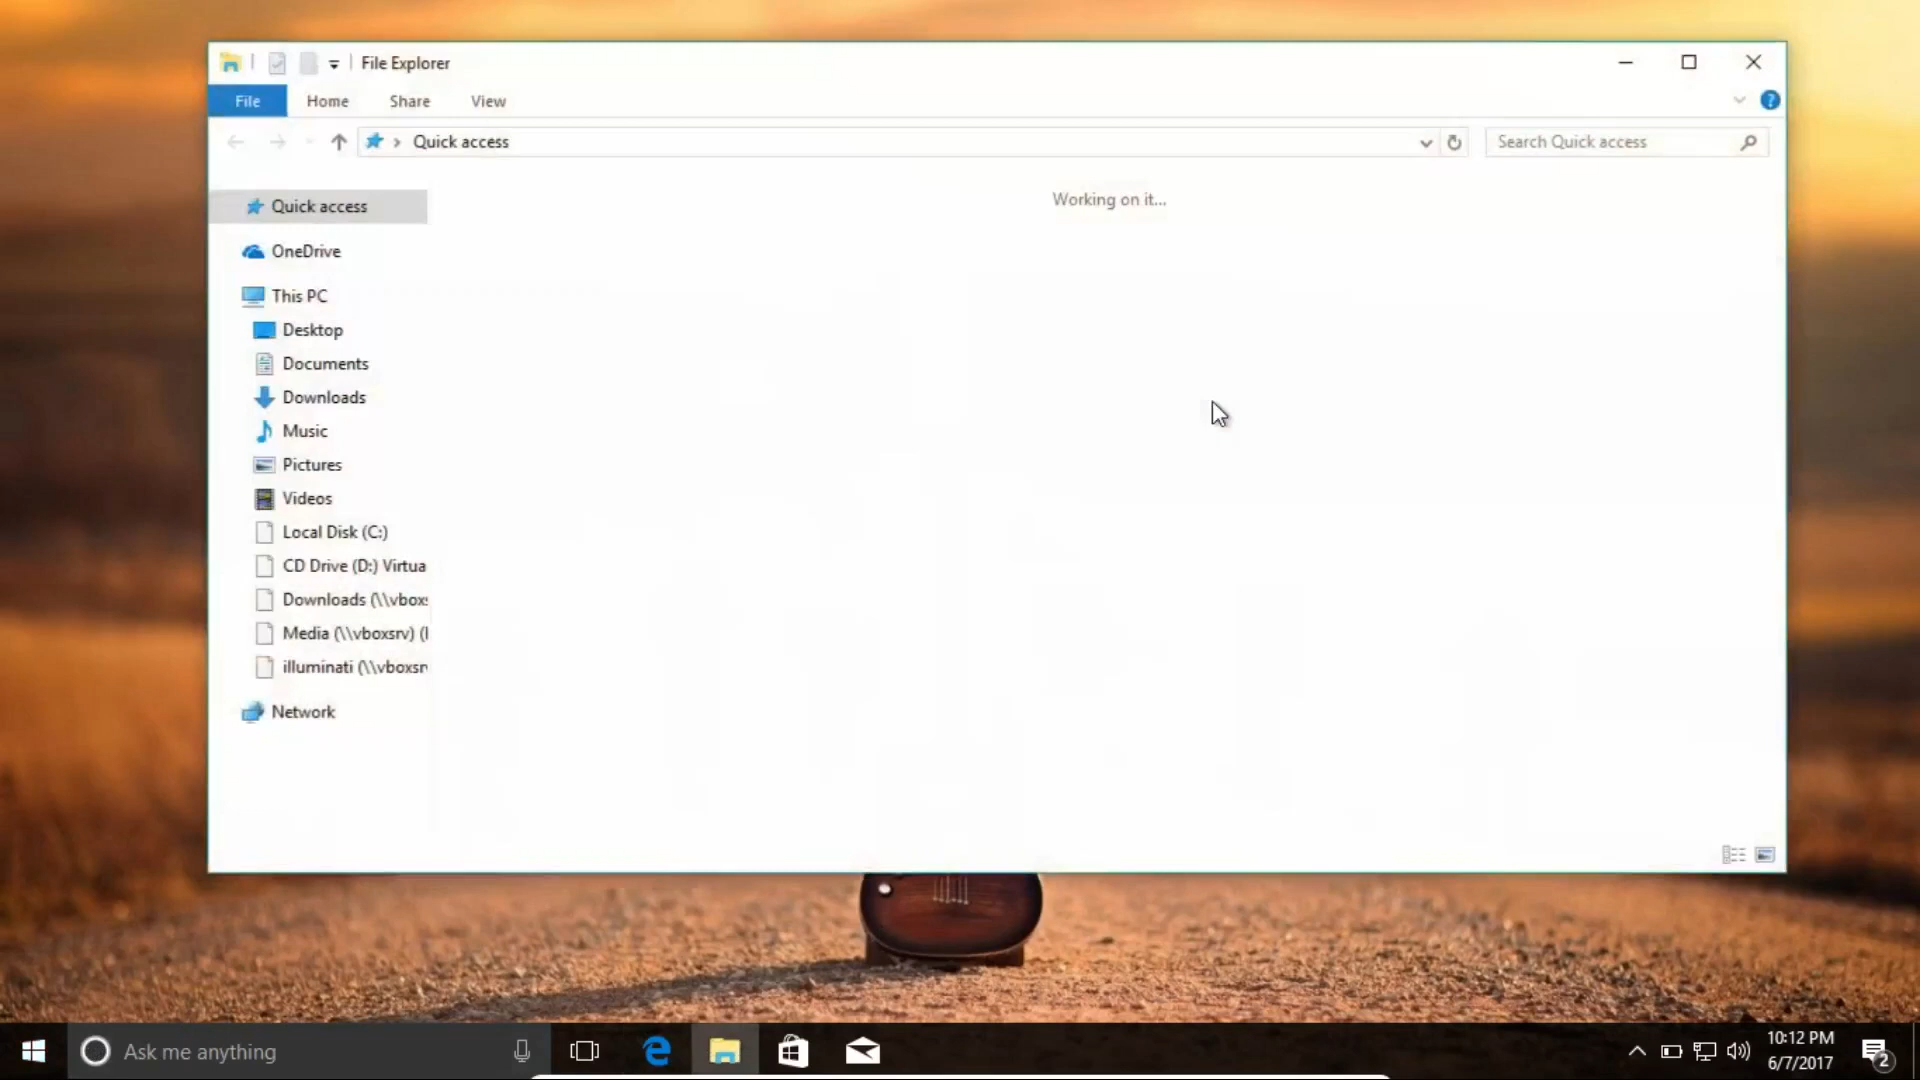 File Explorer
File Home Share View
Quick access
Search Quick access
Quick access
Working on it...
OneDrive
This PC
Desktop
Documents
Downloads
Music
Pictures
Videos
Local Disk (C:)
CD Drive (D:) Virtua
Downloads (\\vbox
Media (\\vboxsrv) (
illuminati (\\vboxsr
Network
Ask me anything
10:12 PM
6/7/2017
2